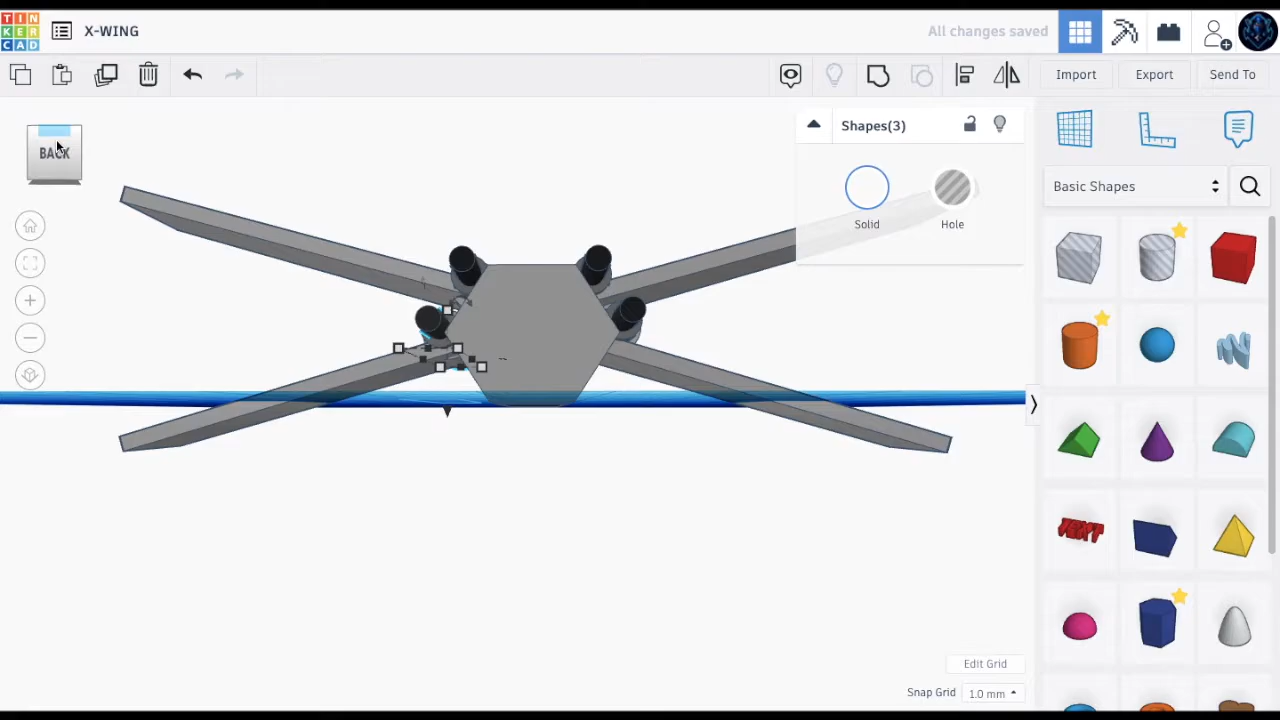 TIN
KER
CAD
X-WING
All changes saved
Import
Export
Send To
BACK
Shapes(3)
Solid
Hole
Basic Shapes
TEXT
Edit Grid
Snap Grid
1.0 mm